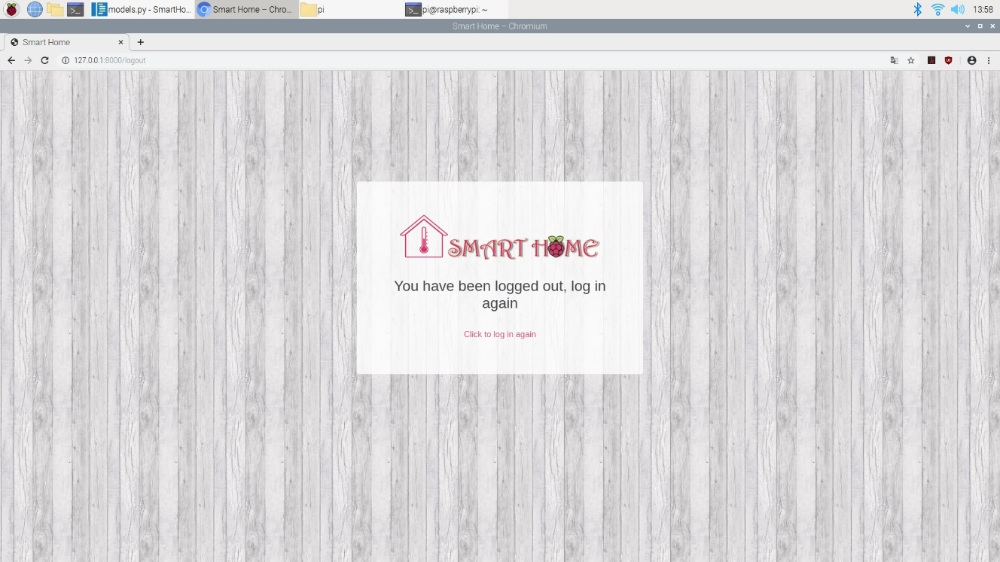 models.py - SmartHo...
Smart Home – Chro...
pi
pi@raspberrypi: ~
13:58
Smart Home – Chromium
Smart Home
127.0.0.1:8000/logout
SMART HOME
You have been logged out, log in
again
Click to log in again